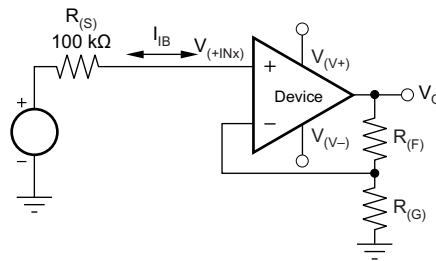 R(S)
100 kΩ
IIB
V(+INx)
+
V(V+)
+
Device
VO
−
−
V(V−)
R(F)
R(G)